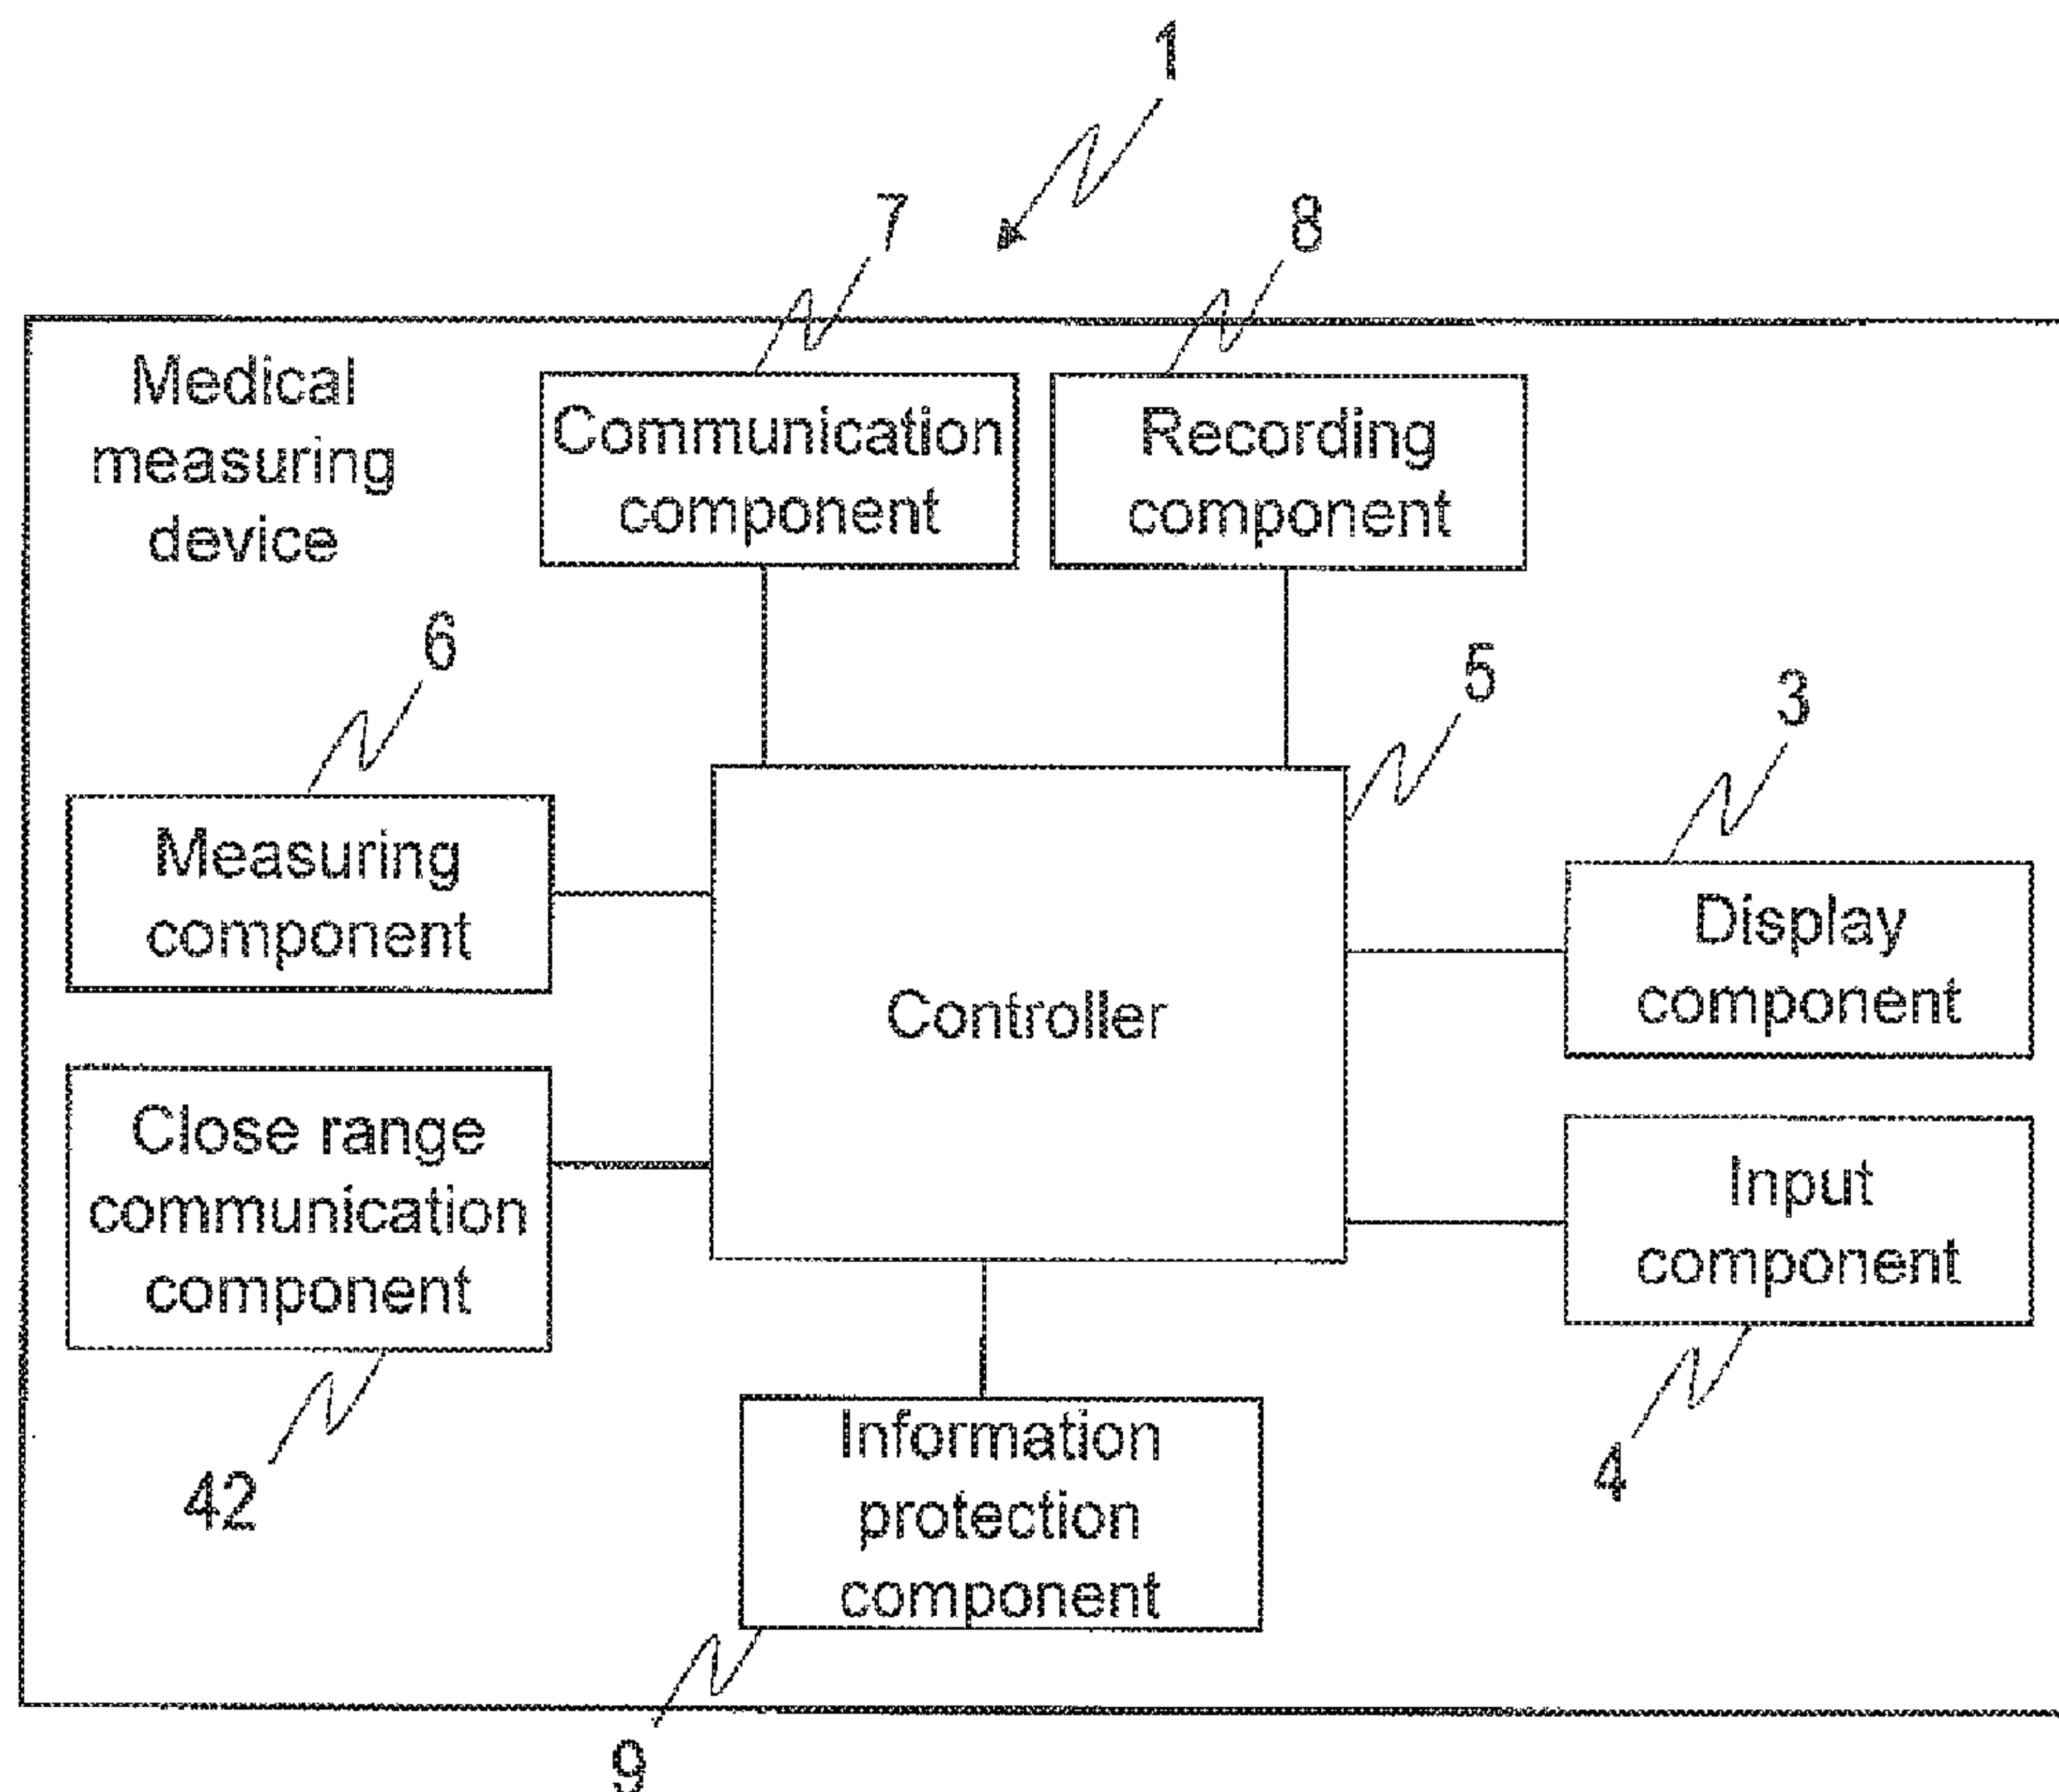 1
7
8
Medical
measuring
device
Communication
component
Recording
component
6
5
3
Measuring
component
Display
component
Controller
Close range
communication
component
Input
component
42
4
Information
protection
component
9